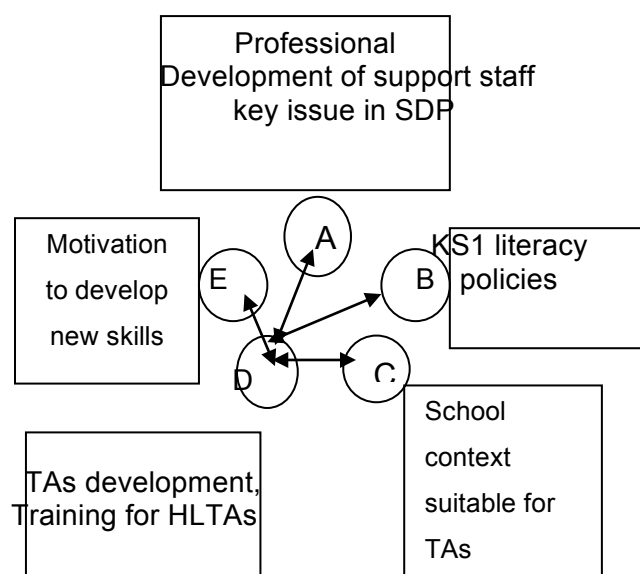 Professional
Development of support staff
key issue in SDP
A
Motivation
to develop
new skills
E
B
KS1 literacy
policies
D
C
School
context
suitable for
TAs
TAs development,
Training for HLTAs